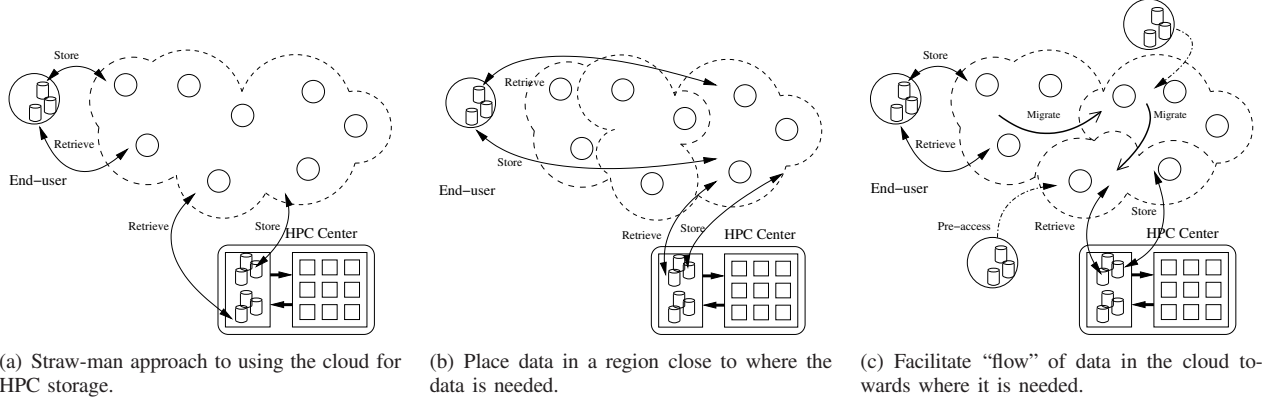 Store
Retrieve
End−user
Retrieve
Store
HPC Center
(a) Straw-man approach to using the cloud for
HPC storage.
Retrieve
Store
End−user
Retrieve
Store
HPC Center
(b) Place data in a region close to where the
data is needed.
Store
Migrate
Migrate
Retrieve
End−user
Pre−access
Retrieve
Store
HPC Center
(c) Facilitate “flow” of data in the cloud to-
wards where it is needed.